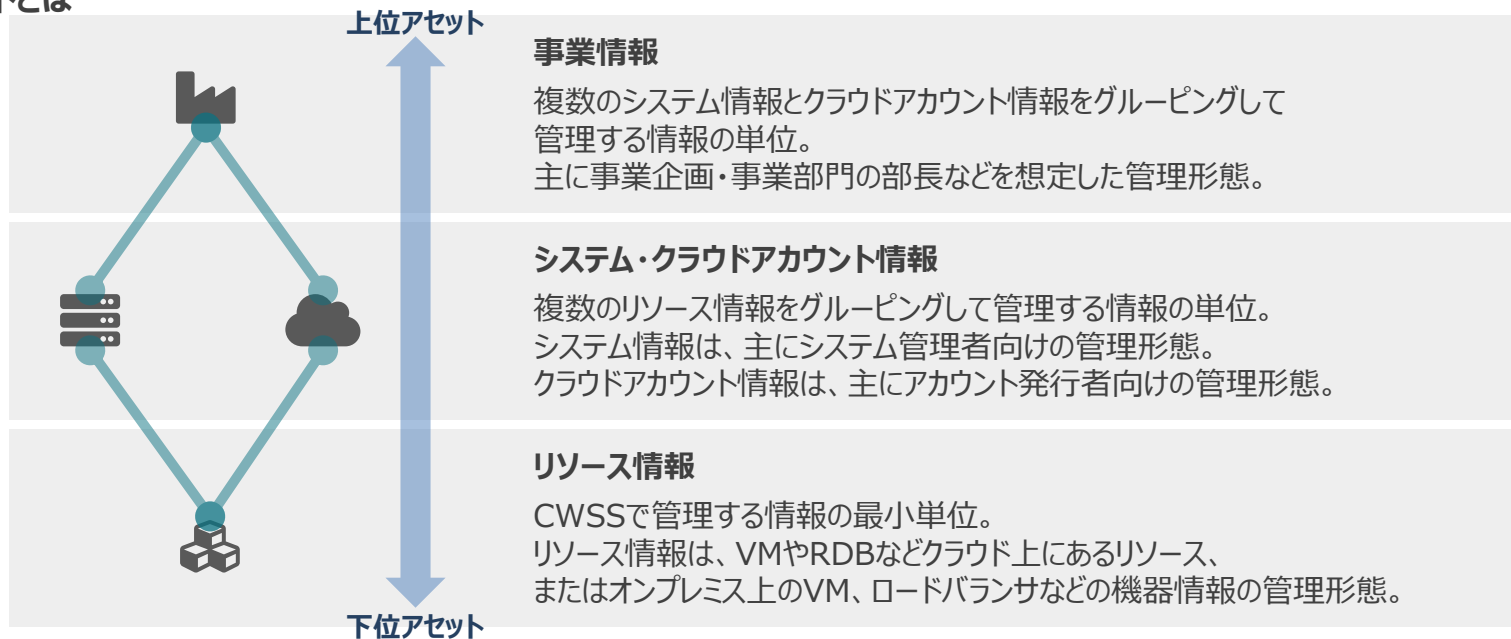 トとは
上位アセット
事業情報
複数のシステム情報とクラウドアカウント情報をグルーピングして
管理する情報の単位。
主に事業企画・事業部門の部長などを想定した管理形態。
システム・クラウドアカウント情報
複数のリソース情報をグルーピングして管理する情報の単位。
システム情報は、主にシステム管理者向けの管理形態。
クラウドアカウント情報は、主にアカウント発行者向けの管理形態。
リソース情報
CWSSで管理する情報の最小単位。
リソース情報は、VMやRDBなどクラウド上にあるリソース、
またはオンプレミス上のVM、ロードバランサなどの機器情報の管理形態。
下位アセット